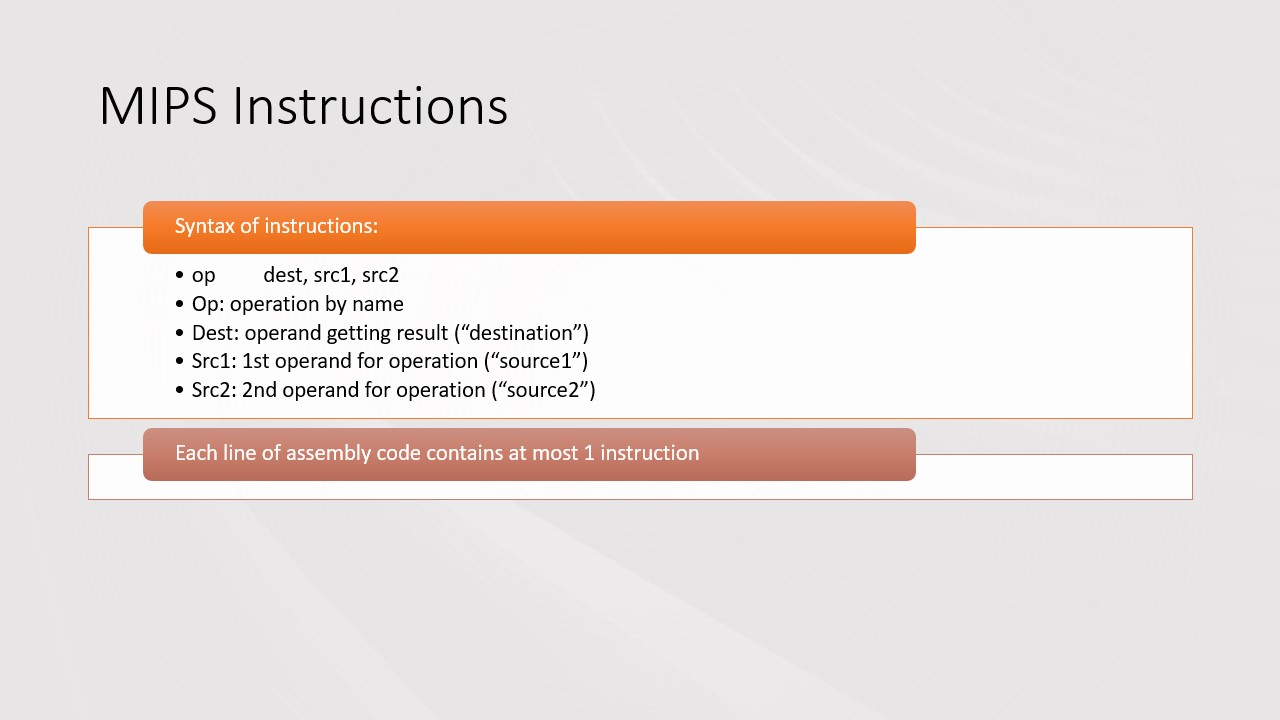 MIPS Instructions
Syntax of instructions:
• op dest, src1, src2
• Op: operation by name
• Dest: operand getting result (“destination”)
• Src1: 1st operand for operation (“source1”)
• Src2: 2nd operand for operation (“source2”)
Each line of assembly code contains at most 1 instruction